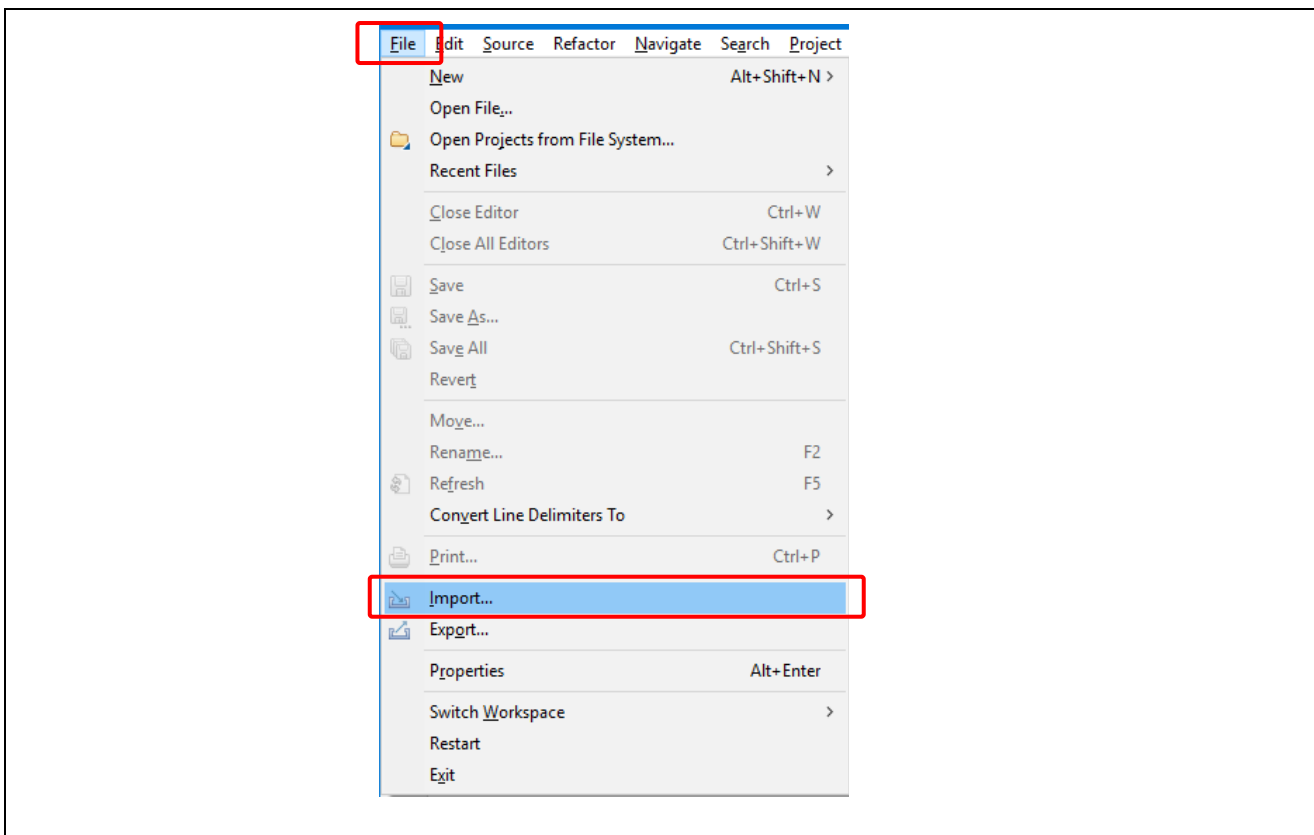 File Edit Source Refactor Navigate Search Project
New Alt+Shift+N >
Open File...
Open Projects from File System...
Recent Files >
Close Editor Ctrl+W
Close All Editors Ctrl+Shift+W
Save Ctrl+S
Save As...
Save All Ctrl+Shift+S
Revert
Move...
Rename... F2
Refresh F5
Convert Line Delimiters To >
Print... Ctrl+P
Import...
Export...
Properties Alt+Enter
Switch Workspace >
Restart
Exit